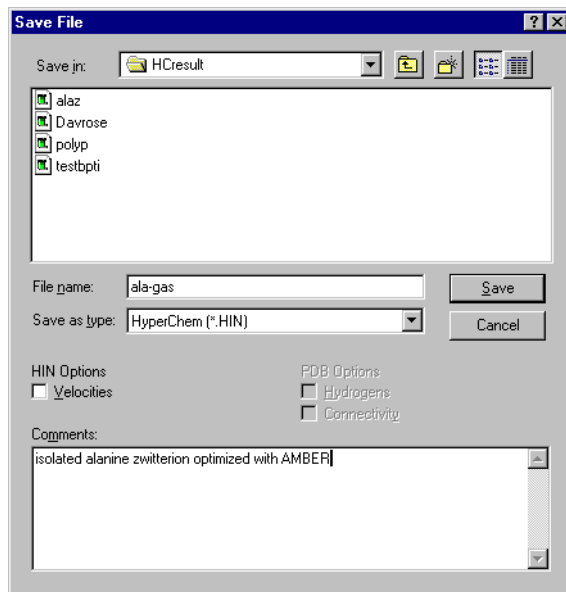 Save File
Save in: HCresult
alaz
Davrose
polyp
testbpti
File name: ala-gas Save
Save as type: HyperChem (*.HIN) Cancel
HIN Options PDB Options
Velocities Hydrogens
Connectivity
Comments:
isolated alanine zwitterion optimized with AMBER